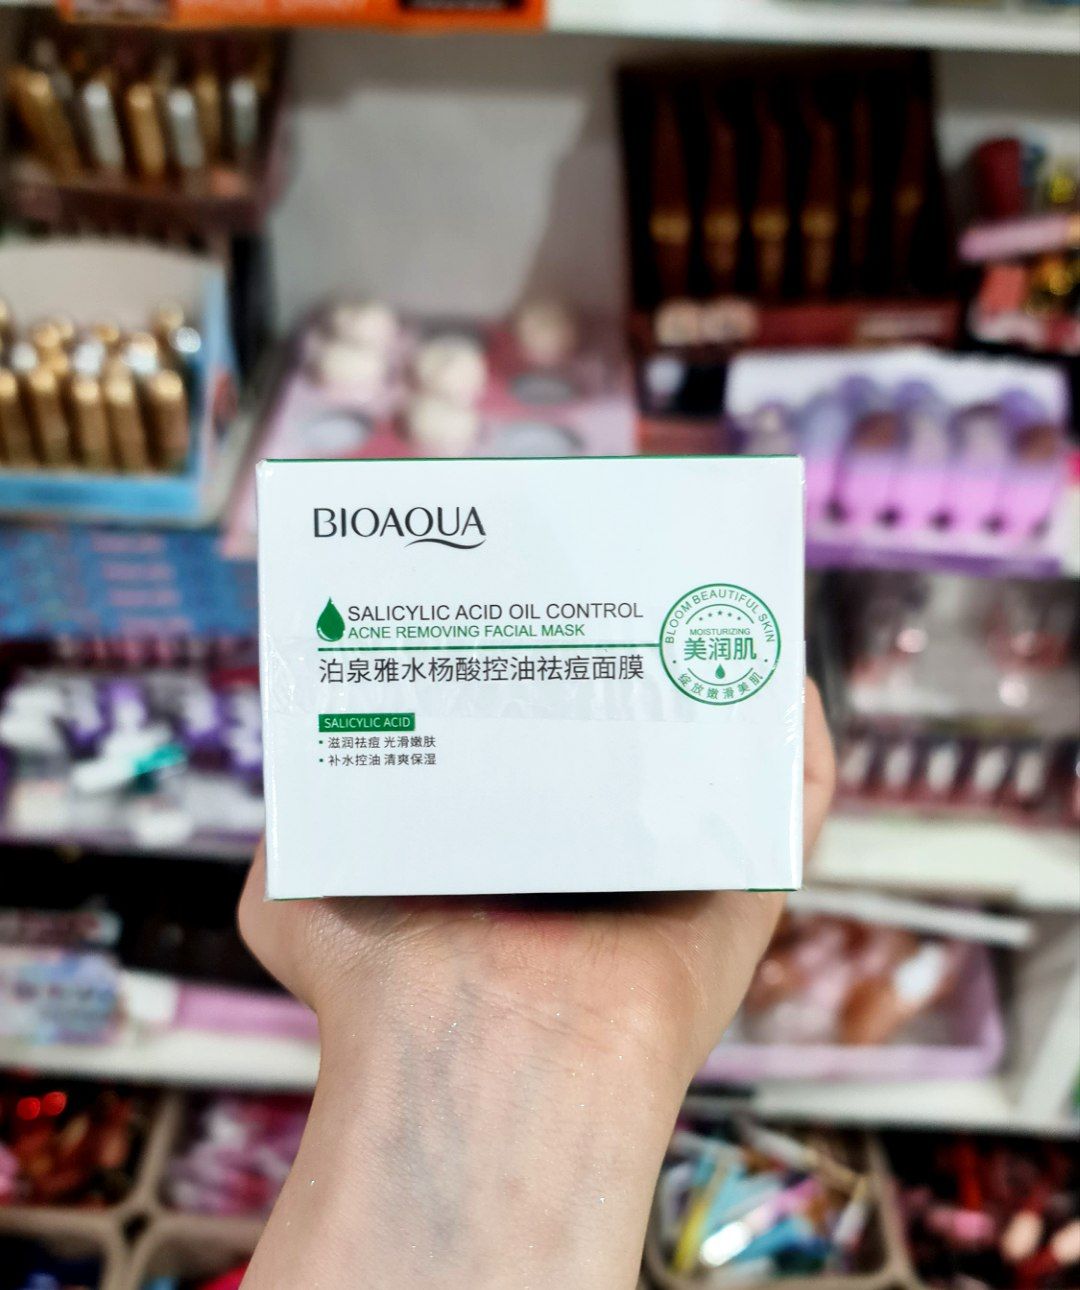 BIOAQUA
SALICYLIC ACID OIL CONTROL
ACNE REMOVING FACIAL MASK
泊泉雅水杨酸控油祛痘面膜
BLOOM BEAUTIFUL SKIN
MOISTURIZING
美润肌
绽放嫩滑美肌
SALICYLIC ACID
• 滋润祛痘 光滑嫩肤
• 补水控油 清爽保湿